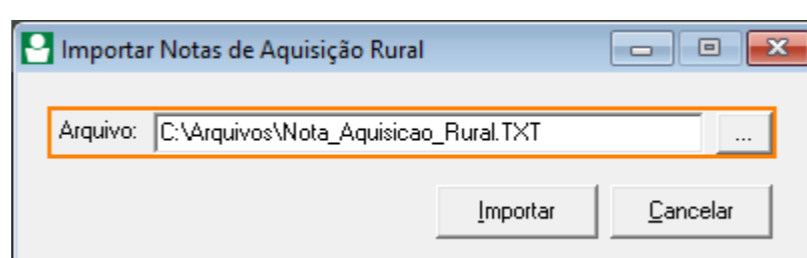 Importar Notas de Aquisição Rural
Arquivo: C:\Arquivos\Nota_Aquisicao_Rural.TXT ...
Importar Cancelar